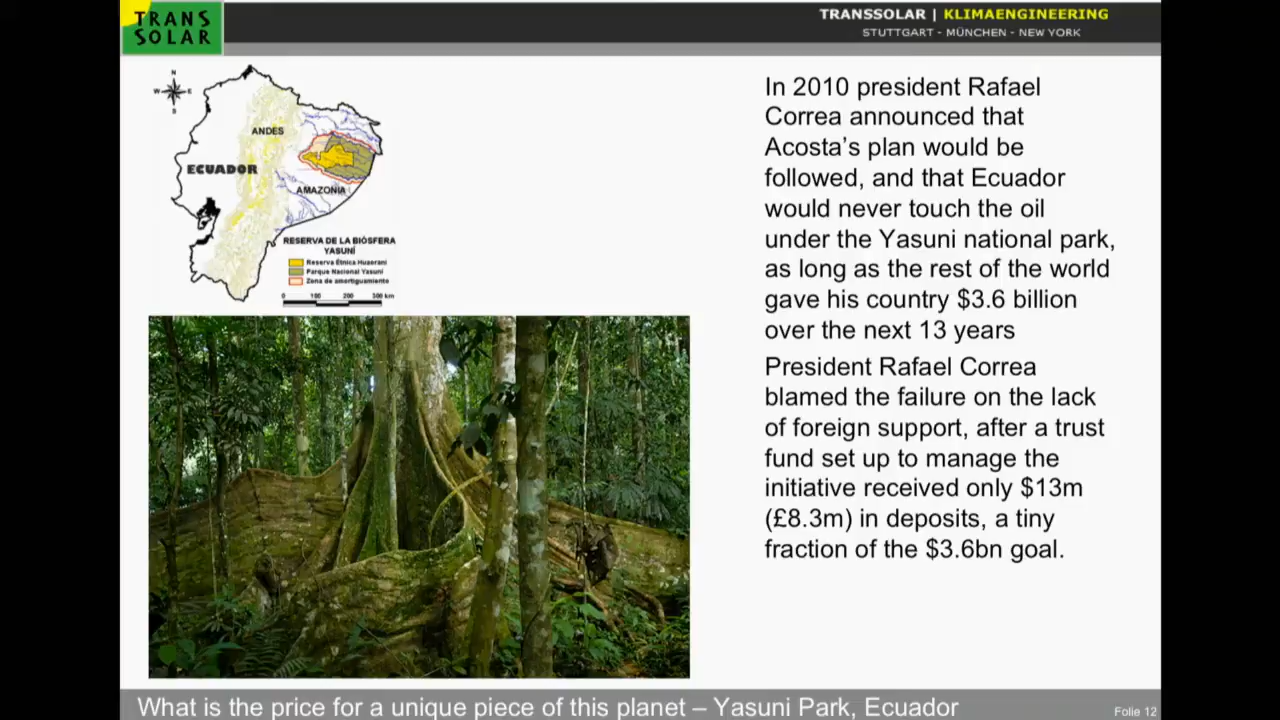 TRANS
SOLAR
TRANSSOLAR | KLIMAENGINEERING
STUTTGART - MÜNCHEN - NEW YORK
N
W E
S
ANDES
ECUADOR
AMAZONIA
RESERVA DE LA BIÓSFERA
YASUNÍ
Reserva Étnica Huaorani
Parque Nacional Yasuní
Zona de amortiguamiento
0 100 200 300 km
In 2010 president Rafael
Correa announced that
Acosta’s plan would be
followed, and that Ecuador
would never touch the oil
under the Yasuni national park,
as long as the rest of the world
gave his country $3.6 billion
over the next 13 years
President Rafael Correa
blamed the failure on the lack
of foreign support, after a trust
fund set up to manage the
initiative received only $13m
(£8.3m) in deposits, a tiny
fraction of the $3.6bn goal.
What is the price for a unique piece of this planet – Yasuni Park, Ecuador
Folie 12